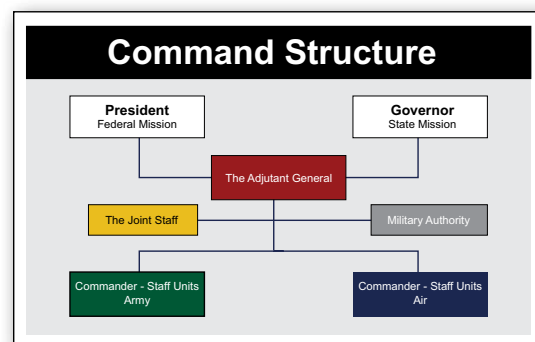 Command Structure
President
Federal Mission
Governor
State Mission
The Adjutant General
The Joint Staff
Military Authority
Commander - Staff Units
Army
Commander - Staff Units
Air